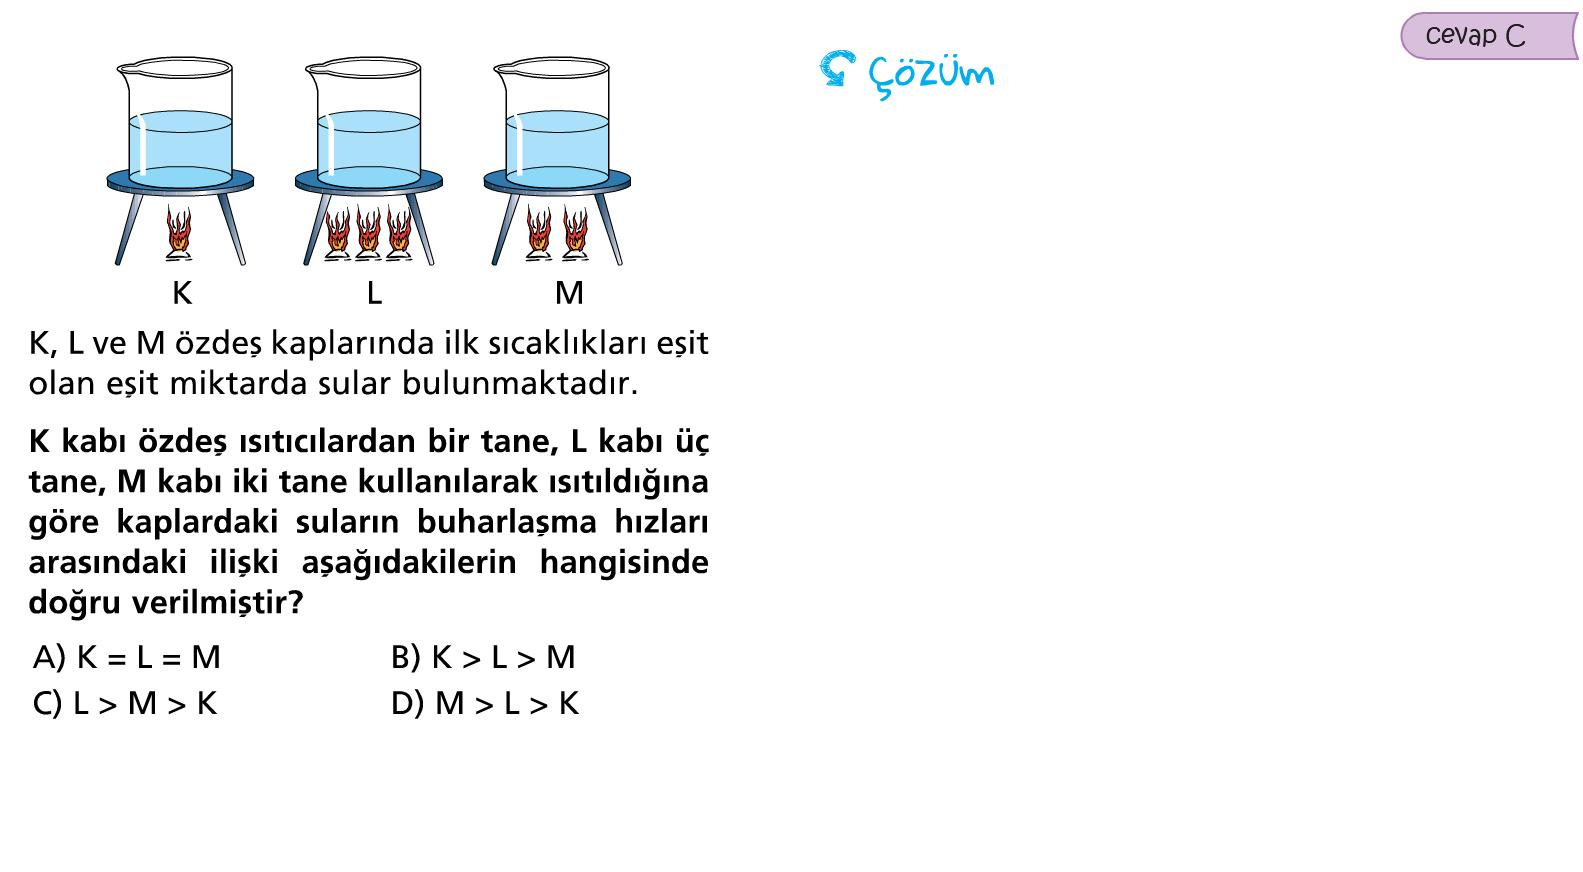 cevap C
Çözüm
K
L
M
K, L ve M özdeş kaplarında ilk sıcaklıkları eşit
olan eşit miktarda sular bulunmaktadır.
K kabı özdeş ısıtıcılardan bir tane, L kabı üç
tane, M kabı iki tane kullanılarak ısıtıldığına
göre kaplardaki suların buharlaşma hızları
arasındaki ilişki aşağıdakilerin hangisinde
doğru verilmiştir?
A) K = L = M
B) K > L > M
C) L > M > K
D) M > L > K